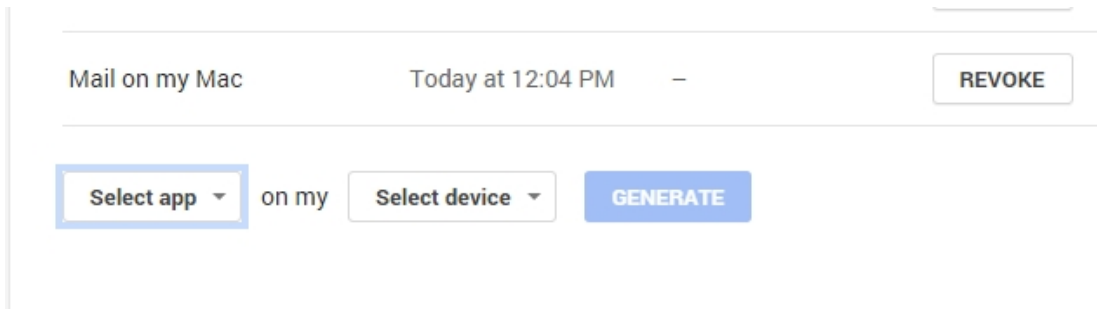 Mail on my Mac Today at 12:04 PM – REVOKE
Select app on my Select device GENERATE